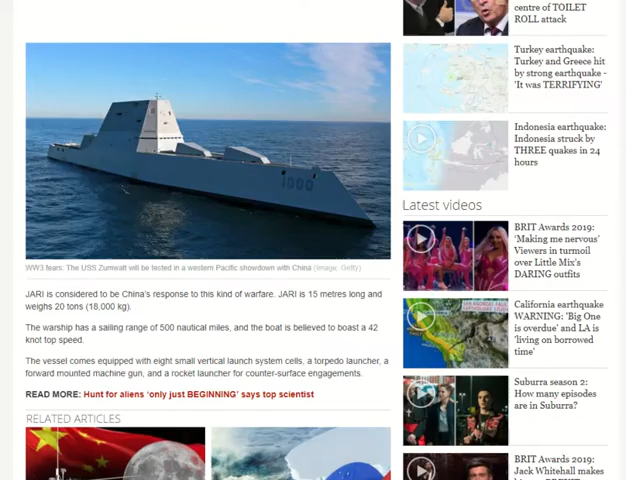 1000
WW3 fears: The USS Zumwalt will be tested in a western Pacific showdown with China (Image: Getty)
JARI is considered to be China's response to this kind of warfare. JARI is 15 metres long and
weighs 20 tons (18,000 kg).
The warship has a sailing range of 500 nautical miles, and the boat is believed to boast a 42
knot top speed.
The vessel comes equipped with eight small vertical launch system cells, a torpedo launcher, a
forward mounted machine gun, and a rocket launcher for counter-surface engagements.
READ MORE: Hunt for aliens ‘only just BEGINNING’ says top scientist
RELATED ARTICLES
centre of TOILET
ROLL attack
Turkey earthquake:
Turkey and Greece hit
by strong earthquake -
'It was TERRIFYING'
Indonesia earthquake:
Indonesia struck by
THREE quakes in 24
hours
Latest videos
BRIT Awards 2019:
'Making me nervous'
Viewers in turmoil
over Little Mix's
DARING outfits
California earthquake
WARNING: 'Big One
is overdue' and LA is
'living on borrowed
time'
Suburra season 2:
How many episodes
are in Suburra?
BRIT Awards 2019:
Jack Whitehall makes